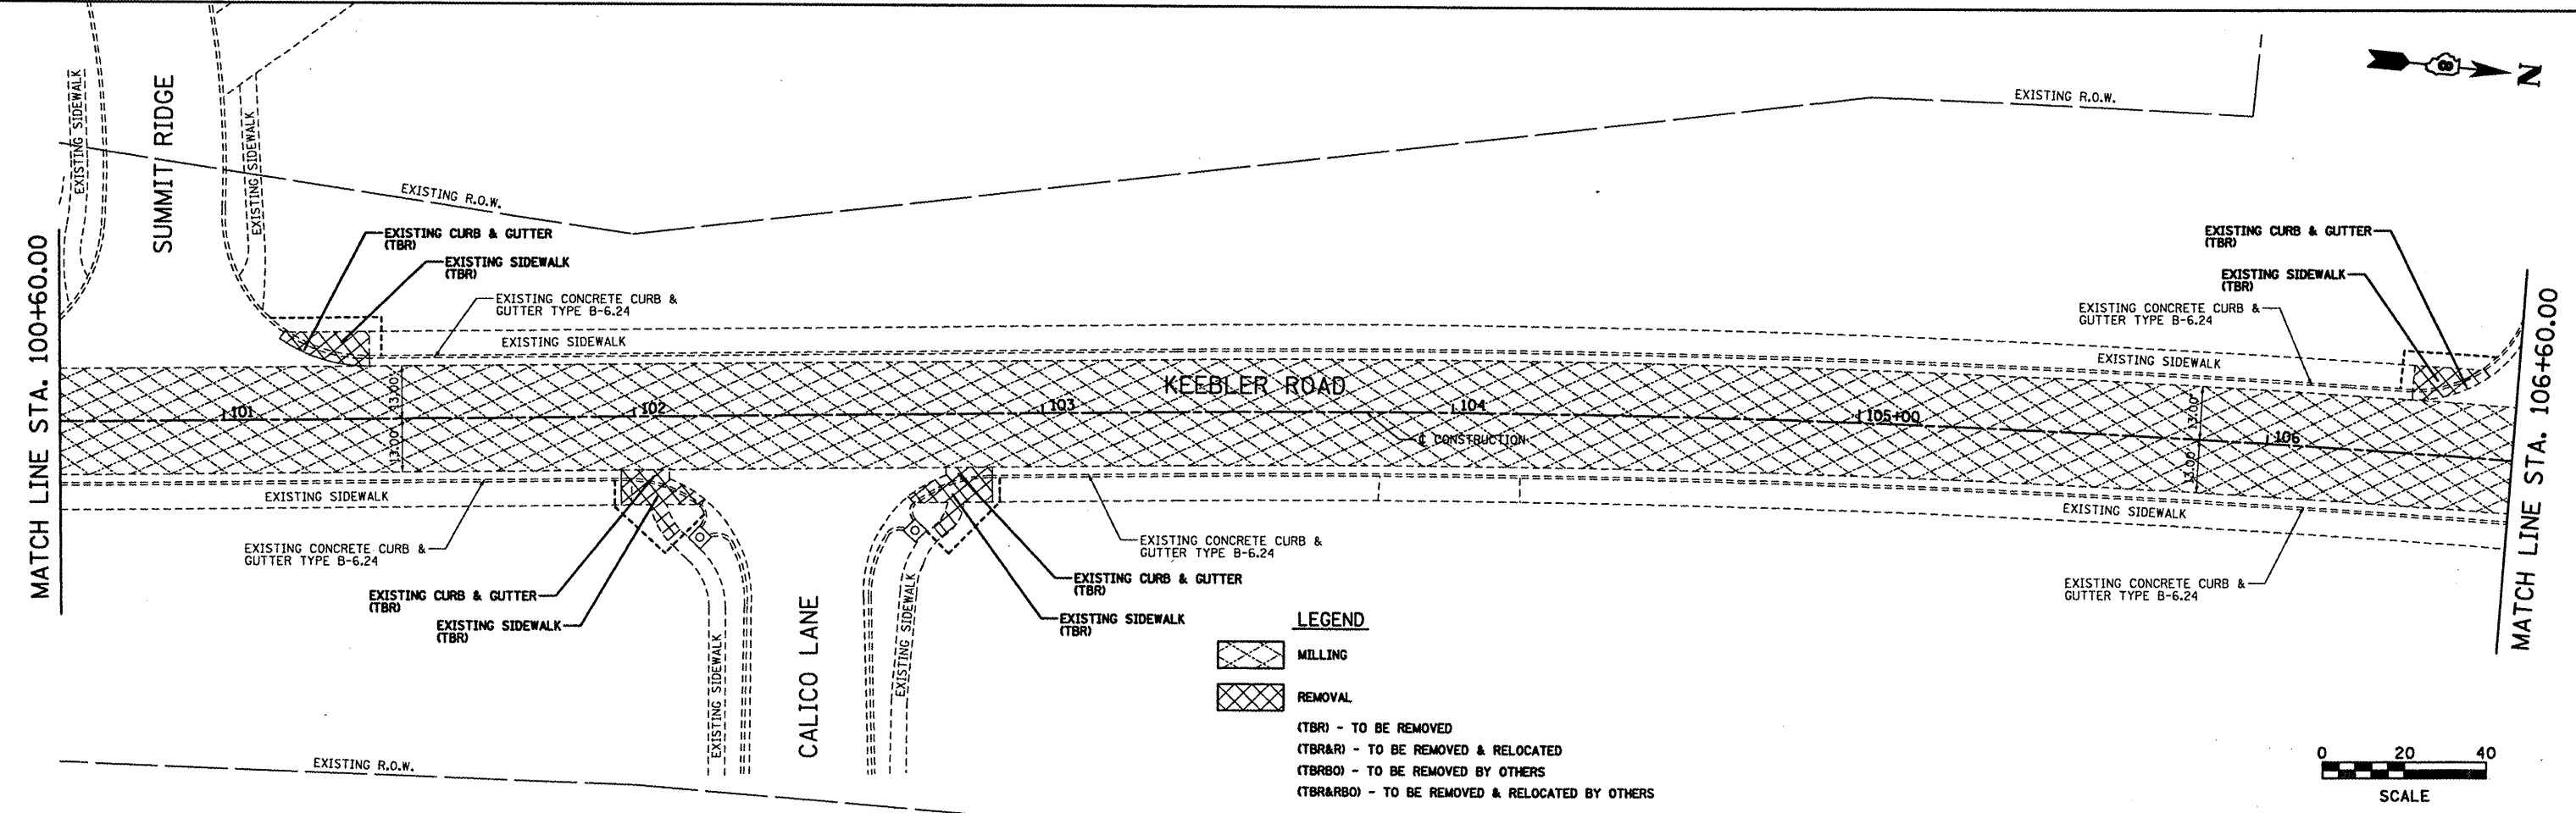 EXISTING SIDEWALK
SUMMIT RIDGE
EXISTING SIDEWALK
EXISTING R.O.W.
EXISTING R.O.W.
N
MATCH LINE STA. 100+60.00
EXISTING CURB & GUTTER
(TBR)
EXISTING SIDEWALK
(TBR)
EXISTING CONCRETE CURB &
GUTTER TYPE B-6.24
EXISTING SIDEWALK
EXISTING CURB & GUTTER
(TBR)
EXISTING SIDEWALK
(TBR)
EXISTING CONCRETE CURB &
GUTTER TYPE B-6.24
EXISTING SIDEWALK
MATCH LINE STA. 106+60.00
KEEBLER ROAD
13.00'
13.00'
101
102
103
104
105+00
106
℄ CONSTRUCTION
13.00'
13.00'
EXISTING SIDEWALK
EXISTING CONCRETE CURB &
GUTTER TYPE B-6.24
EXISTING CURB & GUTTER
(TBR)
EXISTING SIDEWALK
(TBR)
EXISTING SIDEWALK
CALICO LANE
EXISTING SIDEWALK
EXISTING CONCRETE CURB &
GUTTER TYPE B-6.24
EXISTING CURB & GUTTER
(TBR)
EXISTING SIDEWALK
(TBR)
EXISTING SIDEWALK
EXISTING CONCRETE CURB &
GUTTER TYPE B-6.24
EXISTING R.O.W.
LEGEND
MILLING
REMOVAL
(TBR) - TO BE REMOVED
(TBR&R) - TO BE REMOVED & RELOCATED
(TBRBO) - TO BE REMOVED BY OTHERS
(TBR&RBO) - TO BE REMOVED & RELOCATED BY OTHERS
0 20 40
SCALE